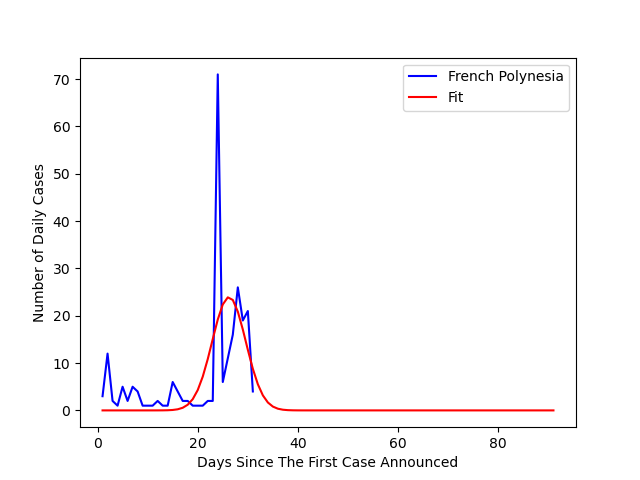 French Polynesia
Fit
70
60
50
40
30
20
10
0
Number of Daily Cases
0 20 40 60 80
Days Since The First Case Announced